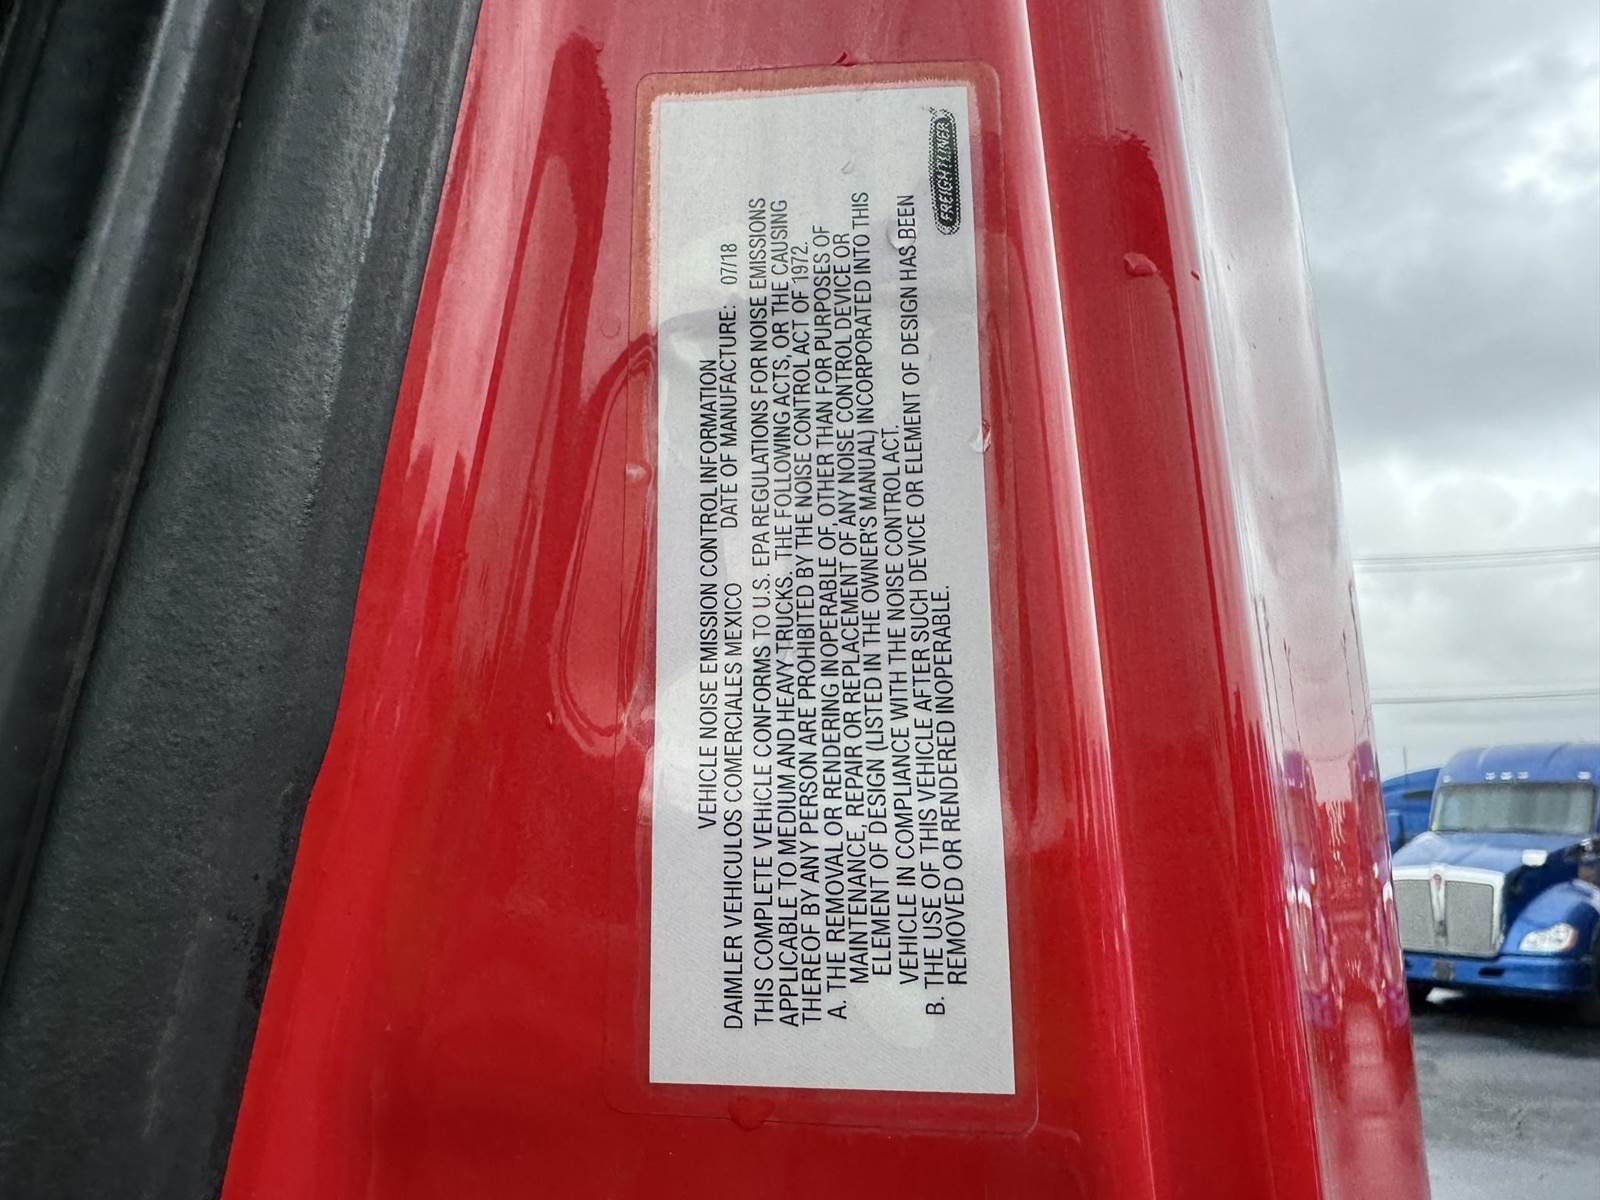 FREIGHTLINER
VEHICLE NOISE EMISSION CONTROL INFORMATION
DAIMLER VEHICULOS COMERCIALES MEXICO DATE OF MANUFACTURE: 07/18
THIS COMPLETE VEHICLE CONFORMS TO U.S. EPA REGULATIONS FOR NOISE EMISSIONS
APPLICABLE TO MEDIUM AND HEAVY TRUCKS. THE FOLLOWING ACTS, OR THE CAUSING
THEREOF BY ANY PERSON ARE PROHIBITED BY THE NOISE CONTROL ACT OF 1972.
A. THE REMOVAL OR RENDERING INOPERABLE OF, OTHER THAN FOR PURPOSES OF
MAINTENANCE, REPAIR OR REPLACEMENT OF ANY NOISE CONTROL DEVICE OR
ELEMENT OF DESIGN (LISTED IN THE OWNER'S MANUAL) INCORPORATED INTO THIS
VEHICLE IN COMPLIANCE WITH THE NOISE CONTROL ACT.
B. THE USE OF THIS VEHICLE AFTER SUCH DEVICE OR ELEMENT OF DESIGN HAS BEEN
REMOVED OR RENDERED INOPERABLE.